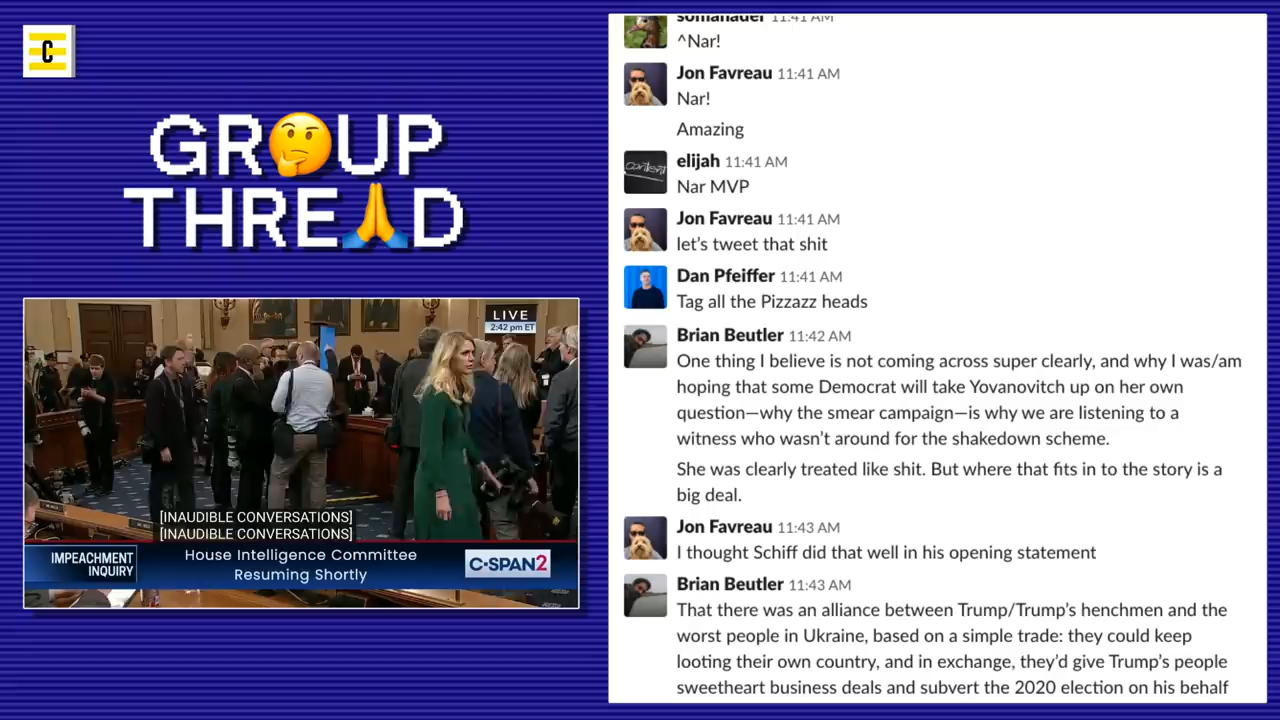 C
GR🤔UP
THRE🙏D
LIVE
2:42 pm ET
[INAUDIBLE CONVERSATIONS]
[INAUDIBLE CONVERSATIONS]
IMPEACHMENT
INQUIRY
House Intelligence Committee
Resuming Shortly
C-SPAN2
somanader 11:41 AM
^Nar!
Jon Favreau 11:41 AM
Nar!
Amazing
elijah 11:41 AM
content
Nar MVP
Jon Favreau 11:41 AM
let's tweet that shit
Dan Pfeiffer 11:41 AM
Tag all the Pizzazz heads
Brian Beutler 11:42 AM
One thing I believe is not coming across super clearly, and why I was/am
hoping that some Democrat will take Yovanovitch up on her own
question—why the smear campaign—is why we are listening to a
witness who wasn't around for the shakedown scheme.
She was clearly treated like shit. But where that fits in to the story is a
big deal.
Jon Favreau 11:43 AM
I thought Schiff did that well in his opening statement
Brian Beutler 11:43 AM
That there was an alliance between Trump/Trump's henchmen and the
worst people in Ukraine, based on a simple trade: they could keep
looting their own country, and in exchange, they'd give Trump's people
sweetheart business deals and subvert the 2020 election on his behalf